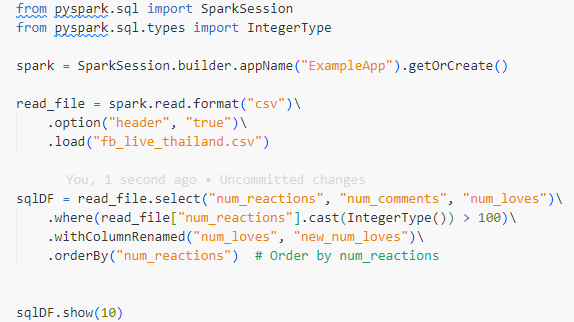 from pyspark.sql import SparkSession
from pyspark.sql.types import IntegerType
spark = SparkSession.builder.appName("ExampleApp").getOrCreate()
read_file = spark.read.format("csv")\
    .option("header", "true")\
    .load("fb_live_thailand.csv")
You, 1 second ago • Uncommitted changes
sqlDF = read_file.select("num_reactions", "num_comments", "num_loves")\
    .where(read_file["num_reactions"].cast(IntegerType()) > 100)\
    .withColumnRenamed("num_loves", "new_num_loves")\
    .orderBy("num_reactions")  # Order by num_reactions
sqlDF.show(10)